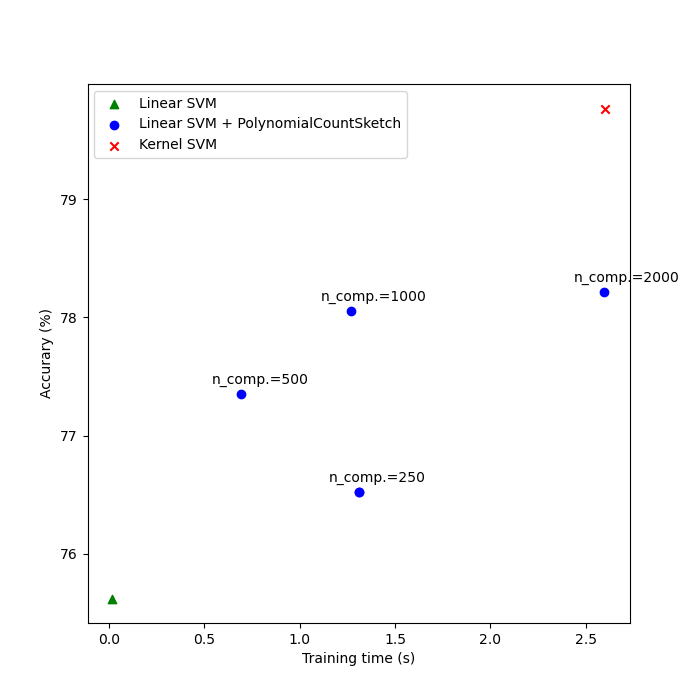 Linear SVM
Linear SVM + PolynomialCountSketch
Kernel SVM
79
78
77
76
n_comp.=2000
n_comp.=1000
n_comp.=500
n_comp.=250
Accurary (%)
0.0 0.5 1.0 1.5 2.0 2.5
Training time (s)